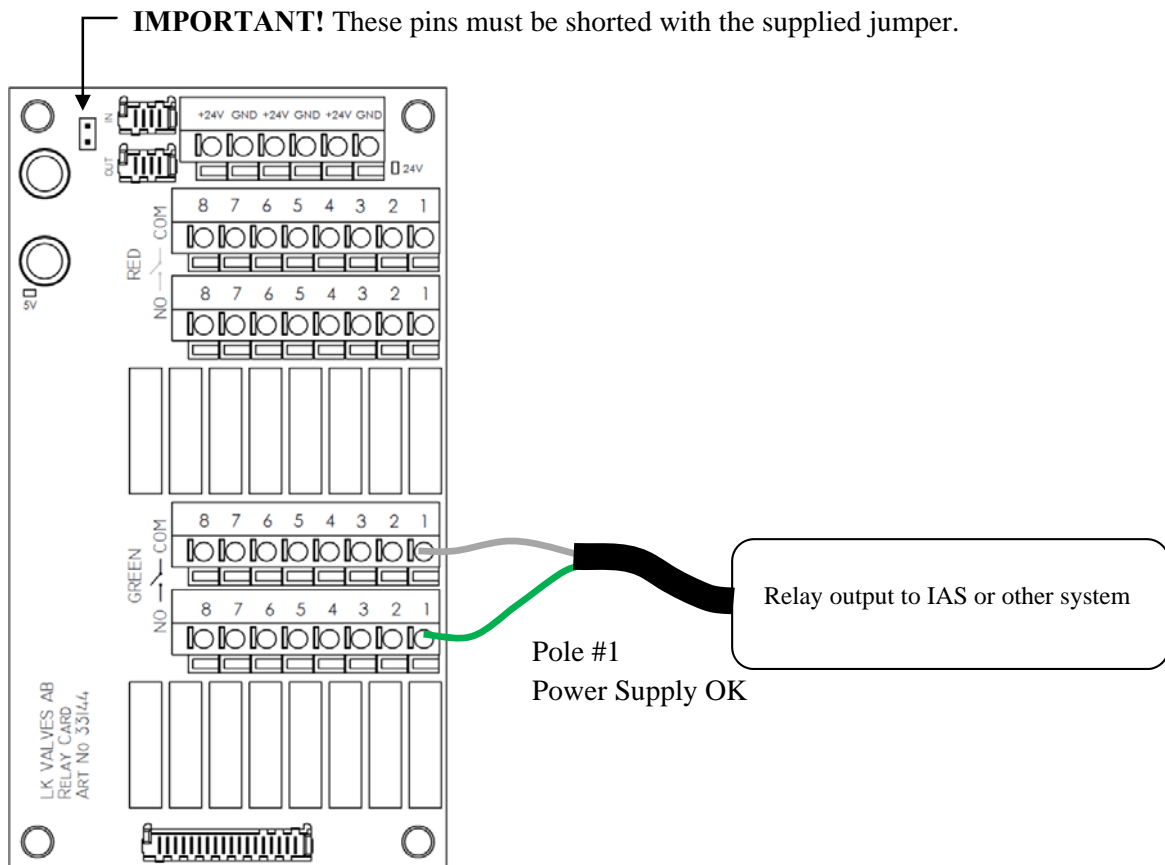 IMPORTANT! These pins must be shorted with the supplied jumper.
IN
OUT
+24V GND +24V GND +24V GND
24V
5V
RED
COM
8 7 6 5 4 3 2 1
NO
8 7 6 5 4 3 2 1
GREEN
COM
8 7 6 5 4 3 2 1
NO
8 7 6 5 4 3 2 1
Relay output to IAS or other system
Pole #1
Power Supply OK
LK VALVES AB
RELAY CARD
ART No 33144